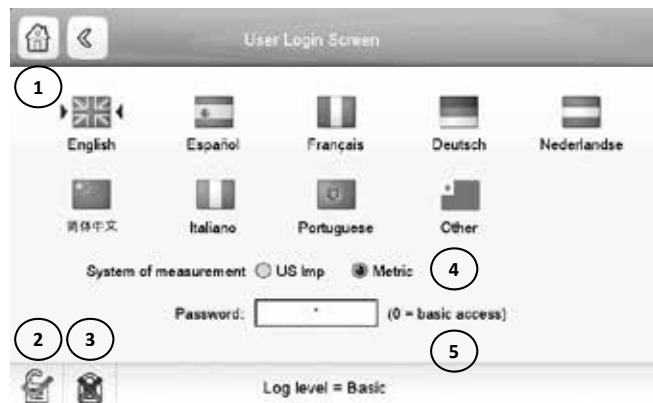 User Login Screen
1
English Español Français Deutsch Nederlandse
简体中文 Italiano Portuguese Other
System of measurement US Imp Metric 4
Password: * (0 = basic access)
2 3 5
Log level = Basic